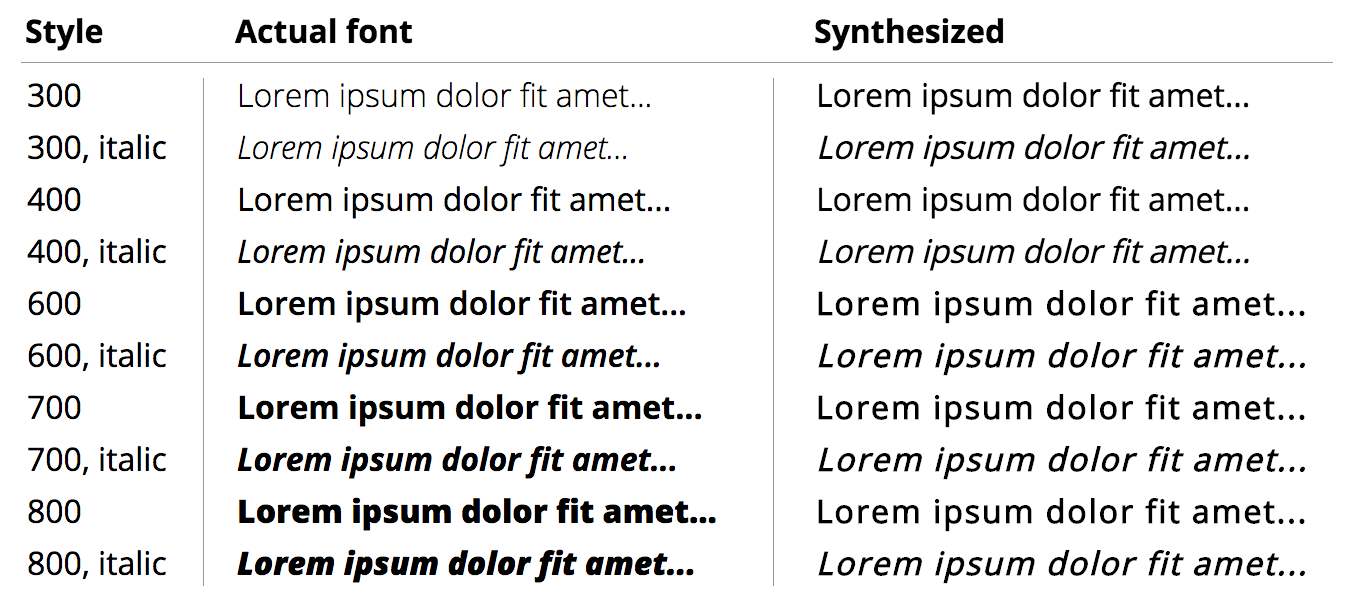 Style Actual font Synthesized
300 Lorem ipsum dolor fit amet... Lorem ipsum dolor fit amet...
300, italic Lorem ipsum dolor fit amet... Lorem ipsum dolor fit amet...
400 Lorem ipsum dolor fit amet... Lorem ipsum dolor fit amet...
400, italic Lorem ipsum dolor fit amet... Lorem ipsum dolor fit amet...
600 Lorem ipsum dolor fit amet... Lorem ipsum dolor fit amet...
600, italic Lorem ipsum dolor fit amet... Lorem ipsum dolor fit amet...
700 Lorem ipsum dolor fit amet... Lorem ipsum dolor fit amet...
700, italic Lorem ipsum dolor fit amet... Lorem ipsum dolor fit amet...
800 Lorem ipsum dolor fit amet... Lorem ipsum dolor fit amet...
800, italic Lorem ipsum dolor fit amet... Lorem ipsum dolor fit amet...